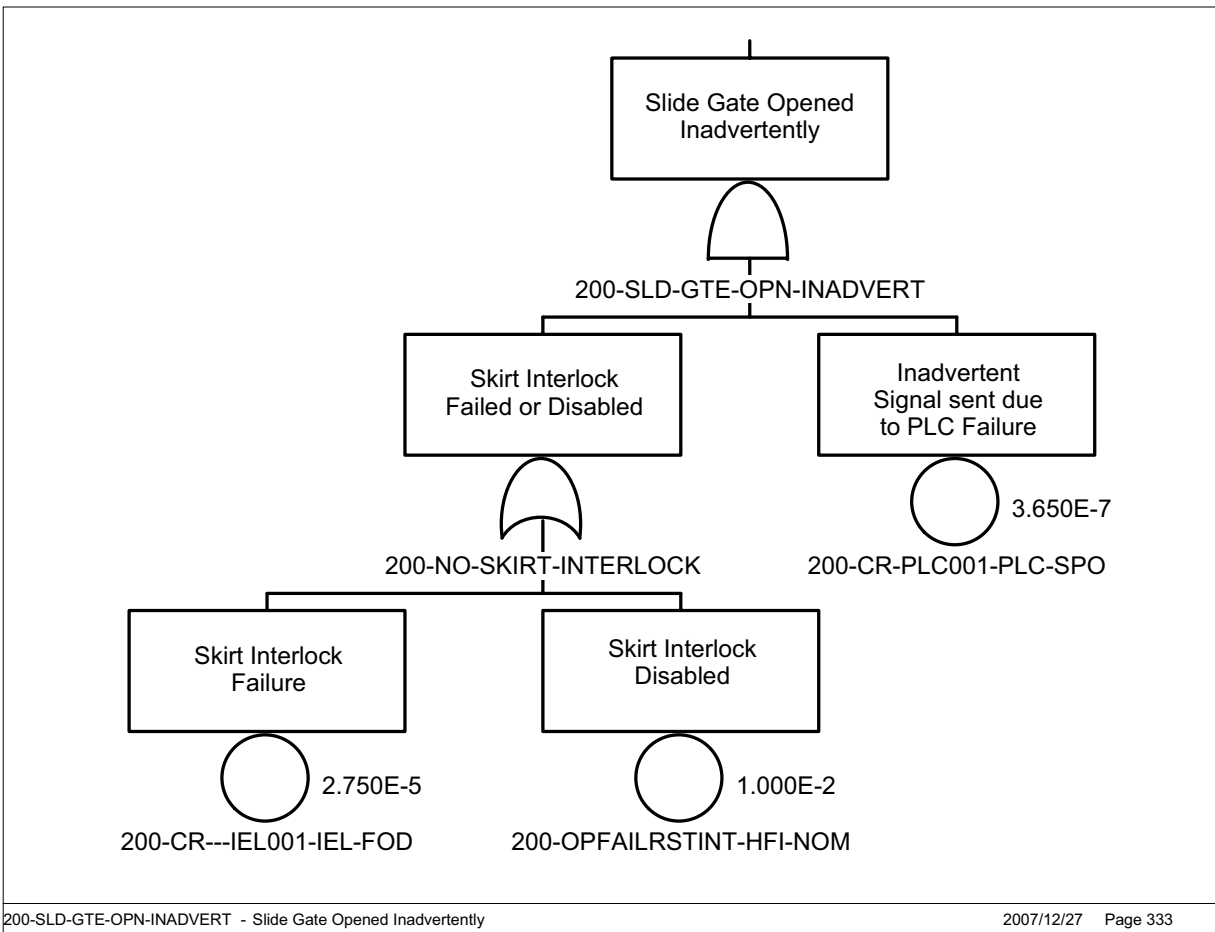 Slide Gate Opened
Inadvertently
200-SLD-GTE-OPN-INADVERT
Skirt Interlock
Failed or Disabled
Inadvertent
Signal sent due
to PLC Failure
3.650E-7
200-NO-SKIRT-INTERLOCK
200-CR-PLC001-PLC-SPO
Skirt Interlock
Failure
Skirt Interlock
Disabled
2.750E-5
1.000E-2
200-CR---IEL001-IEL-FOD
200-OPFAILRSTINT-HFI-NOM
200-SLD-GTE-OPN-INADVERT - Slide Gate Opened Inadvertently
2007/12/27 Page 333